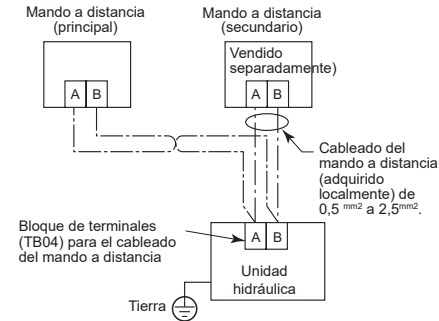 Mando a distancia
(principal)
Mando a distancia
(secundario)
Vendido
separadamente)
A B
A B
Cableado del
mando a distancia
(adquirido
localmente) de
0,5 mm2 a 2,5mm2.
Bloque de terminales
(TB04) para el cableado
del mando a distancia
A B
Unidad
hidráulica
Tierra